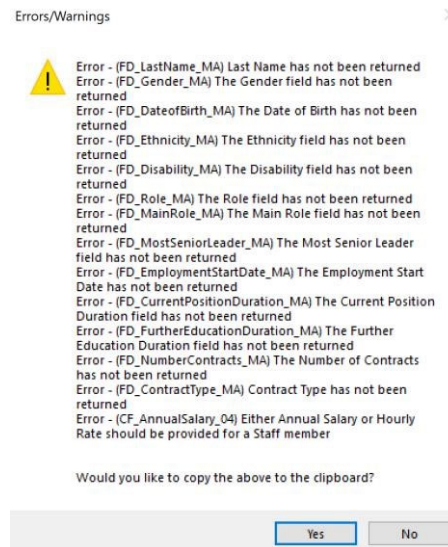 Errors/Warnings
Error - (FD_LastName_MA) Last Name has not been returned
Error - (FD_Gender_MA) The Gender field has not been
returned
Error - (FD_DateofBirth_MA) The Date of Birth has not been
returned
Error - (FD_Ethnicity_MA) The Ethnicity field has not been
returned
Error - (FD_Disability_MA) The Disability field has not been
returned
Error - (FD_Role_MA) The Role field has not been returned
Error - (FD_MainRole_MA) The Main Role field has not been
returned
Error - (FD_MostSeniorLeader_MA) The Most Senior Leader
field has not been returned
Error - (FD_EmploymentStartDate_MA) The Employment Start
Date has not been returned
Error - (FD_CurrentPositionDuration_MA) The Current Position
Duration field has not been returned
Error - (FD_FurtherEducationDuration_MA) The Further
Education Duration field has not been returned
Error - (FD_NumberContracts_MA) The Number of Contracts
has not been returned
Error - (FD_ContractType_MA) Contract Type has not been
returned
Error - (CF_AnnualSalary_04) Either Annual Salary or Hourly
Rate should be provided for a Staff member
Would you like to copy the above to the clipboard?
Yes No